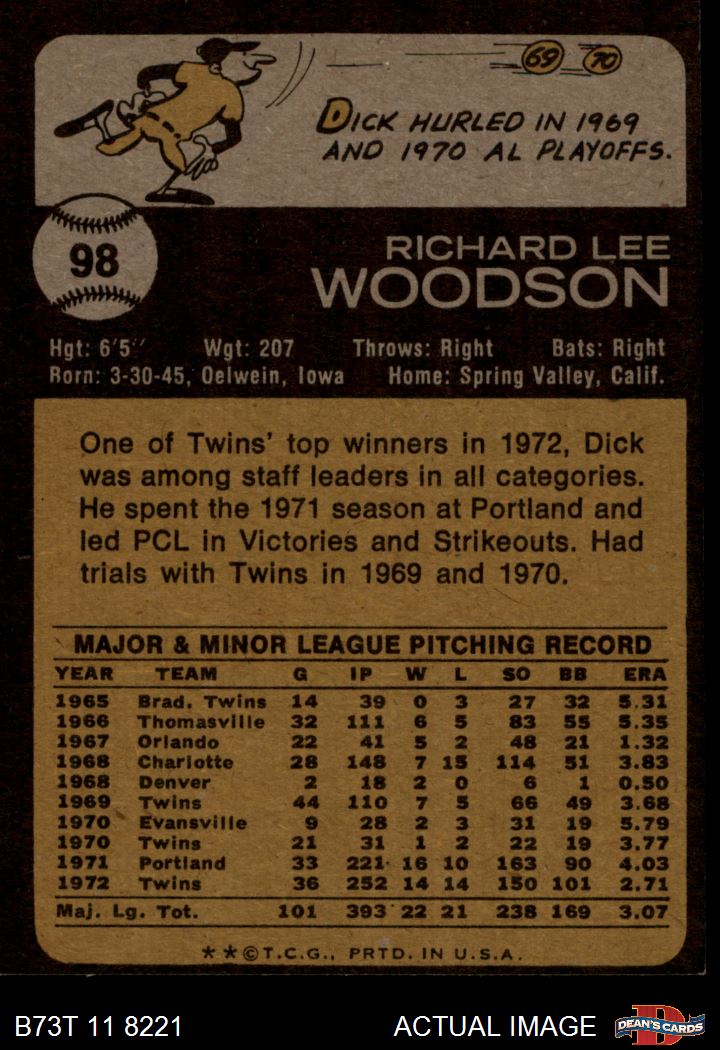 69 70
DICK HURLED IN 1969
AND 1970 AL PLAYOFFS.
98
RICHARD LEE
WOODSON
Hgt: 6'5" Wgt: 207 Throws: Right Bats: Right
Born: 3-30-45, Oelwein, Iowa Home: Spring Valley, Calif.
One of Twins' top winners in 1972, Dick
was among staff leaders in all categories.
He spent the 1971 season at Portland and
led PCL in Victories and Strikeouts. Had
trials with Twins in 1969 and 1970.
MAJOR & MINOR LEAGUE PITCHING RECORD
YEAR TEAM G IP W L SO BB ERA
1965 Brad. Twins 14 39 0 3 27 32 5.31
1966 Thomasville 32 111 6 5 83 55 5.35
1967 Orlando 22 41 5 2 48 21 1.32
1968 Charlotte 28 148 7 15 114 51 3.83
1968 Denver 2 18 2 0 6 1 0.50
1969 Twins 44 110 7 5 66 49 3.68
1970 Evansville 9 28 2 3 31 19 5.79
1970 Twins 21 31 1 2 22 19 3.77
1971 Portland 33 221 16 10 163 90 4.03
1972 Twins 36 252 14 14 150 101 2.71
Maj. Lg. Tot. 101 393 22 21 238 169 3.07
**©T.C.G., PRTD. IN U.S.A.
B73T 11 8221 ACTUAL IMAGE D DEAN'S CARDS